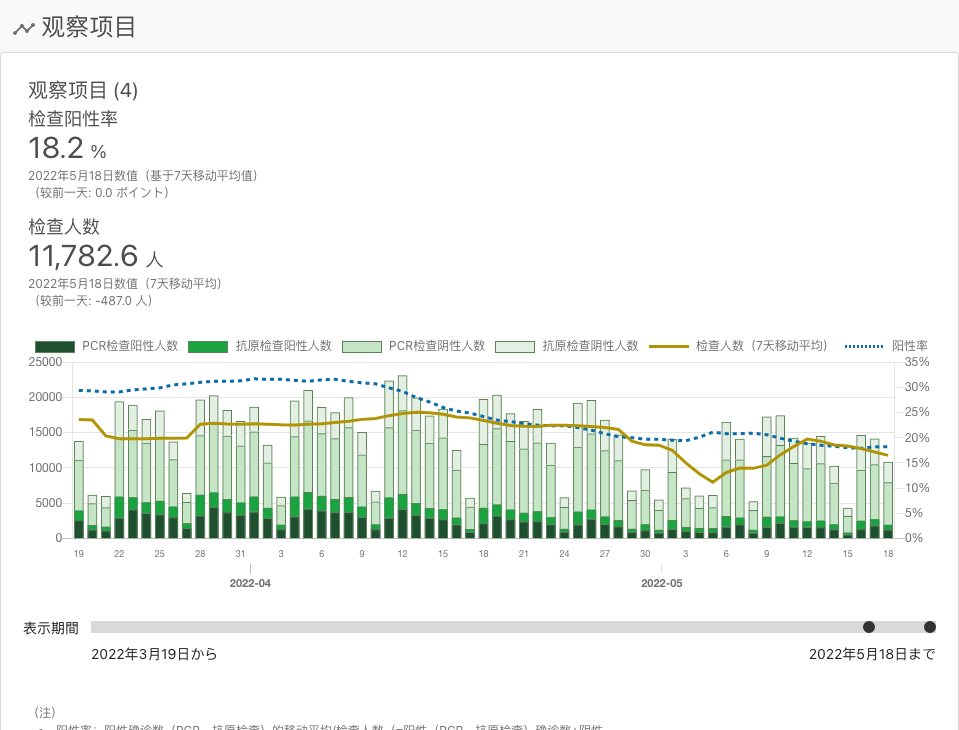 观察项目
观察项目 (4)
检查阳性率
18.2 %
2022年5月18日数值（基于7天移动平均值）
（较前一天: 0.0 ポイント）
检查人数
11,782.6 人
2022年5月18日数值（7天移动平均）
（较前一天: -487.0 人）
PCR检查阳性人数 抗原检查阳性人数 PCR检查阴性人数 抗原检查阴性人数 检查人数（7天移动平均） 阳性率
25000 35%
30%
20000
25%
15000
20%
10000 15%
10%
5000
5%
0 0%
19 22 25 28 31 3 6 9 12 15 18 21 24 27 30 3 6 9 12 15 18
2022-04 2022-05
表示期間
2022年3月19日から 2022年5月18日まで
（注）